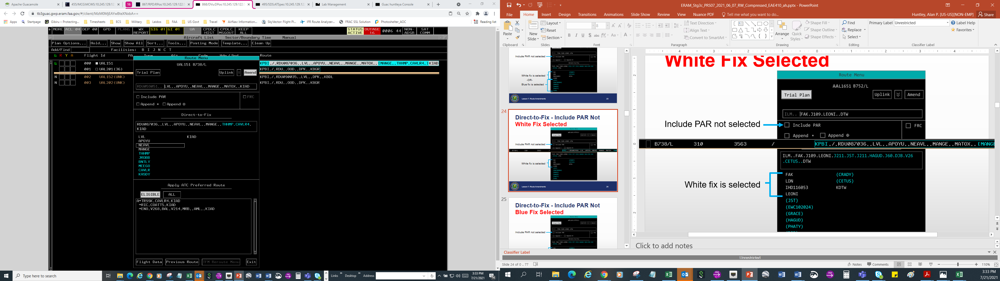 Apache Guacamole
455/MCG:MCWS:10.245.129.12
16
867/RPD:RPos:10.245.129.122:
868/DVu:DPos:10.245.129.122:
495/SDS:ATSpec:10.245.129.122
Lab Management
Guac huntleya Console
tb3guac.gwp.eram.faa.gov/#/client/MzM0MjEAYwBteXNxbA==
Apps
Startpage
Gibiru – Protecting...
Timesheets
ECS
Military
Leidos
FAA
US Govt
Travel
AirNav: Information...
SkyVector: Flight Pl...
IFR Route Analyzer...
FRAC SSL Solution
Photoshelter_AOC
Reading list
MORE
ACL 04
DEP 00
GPD
PLANS
WX REPORT
SIG 01
GI 01
UA
CPDLC HIST
CPDLC MSGOUT
KEEP ALL
STATUS ACTIVE
OUTAGE 16
0006 44
NON-ADSB
SAT COMM
Aircraft List Sector/Boundary Time Manual
Plan Options... Hold... Show Show All Sort... Tools... Posting Mode Template... Clean Up
Add/Find Facilities: B I J N C T
R Y A Flight Id PA Type Alt Code Hdg/Spd Route
000 UAL151 KPBI./.RDU087036..LVL..APOYU..NEAVL..MANGE..MATOX..[MANGE..THHMP.CAVLR4.]KIAD
001 UAL201(36) KPBI./.RDU..OOD..DPK..KBGR
N 002 UAL152(UNK) KPBI./.RDU090035..LVL..DPK..KBDL
N 003 UAL202(UNK) KPBI./.RDU..OOD..DPK..KBGR
Route Menu
UAL151 B738/L
Trial Plan Uplink Amend
RDU059051.. LVL..APOYU..NEAVL..MANGE..MATOX..KIAD
Include PAR FRC
Append * Append ⊕
Direct-to-Fix
RDU087036..LVL..APOYU..NEAVL..MANGE..THHMP.CAVLR4.
KIAD
LVL KIAD
APOYU
NEAVL
MANGE
THHMP
JROBB
BNTLY
MEEGO
CAVLR
KASDY
Apply ATC Preferred Route
ELIGIBLE ALL
A→TRSSK.CAVLR4.KIAD
→RIC.COATT5.KIAD
→ENO.V268.BAL.V214.MRB..AML..KIAD
Flight Data Previous Route TFM Reroute Menu Exit
Type here to search
Links » Desktop » Address
3:33 PM
7/21/2021
14
ERAM_Stg3c_PRS07_2021_06_07_RW_Compressed_EAE410_ah.pptx - PowerPoint
File Home Insert Design Transitions Animations Slide Show Review View Nuance PDF Tell me what you want to do...
Huntley, Alan P. [US-US](NON-EMP) Share
Paste
Clipboard
New Slide
Layout
Reset
Section
Slides
8
B I U S abc AV Aa A
Font
Text Direction
Align Text
Convert to SmartArt
Paragraph
Arrange
Quick Styles
Shape Fill
Shape Outline
Shape Effects
Drawing
Find
Replace
Select
Editing
Primary Label Unrestricted
Label Help
Favorites
Classifier Label
Include PAR not selected
White fix is selected
-OR-
Blue fix is selected
Lesson 7: Route Amendments 23
24
Direct-to-Fix - Include PAR Not
White Fix Selected
Include PAR not selected
White fix is selected
Lesson 7: Route Amendments 24
25
Direct-to-Fix - Include PAR Not
Blue Fix Selected
Include PAR not selected
White Fix Selected
Route Menu
AAL1651 B752/L
Trial Plan Uplink Amend
ILM.. FAK.J109.LEONI..DTW
Include PAR not selected
Include PAR FRC
Append * Append ⊕
B738/L 310 3563 / KPBI./.RDU087036..LVL..APOYU..NEAVL..MANGE..MATOX..[MANGE
ILM..FAK.J109.LEONI.J211.JST.J211.HAGUD.J60.DJB.V26
.CETUS..DTW
White fix is selected
FAK (CRADY)
LDN (CETUS)
IHD116053 KDTW
LEONI
(JST)
(EWC102024)
(GRACE)
(HAGUD)
(PHATY)
Click to add notes
Classifier Label
Unrestricted
Slide 24 of 0 .. 77
Notes Comments 110%
3:33 PM
7/21/2021